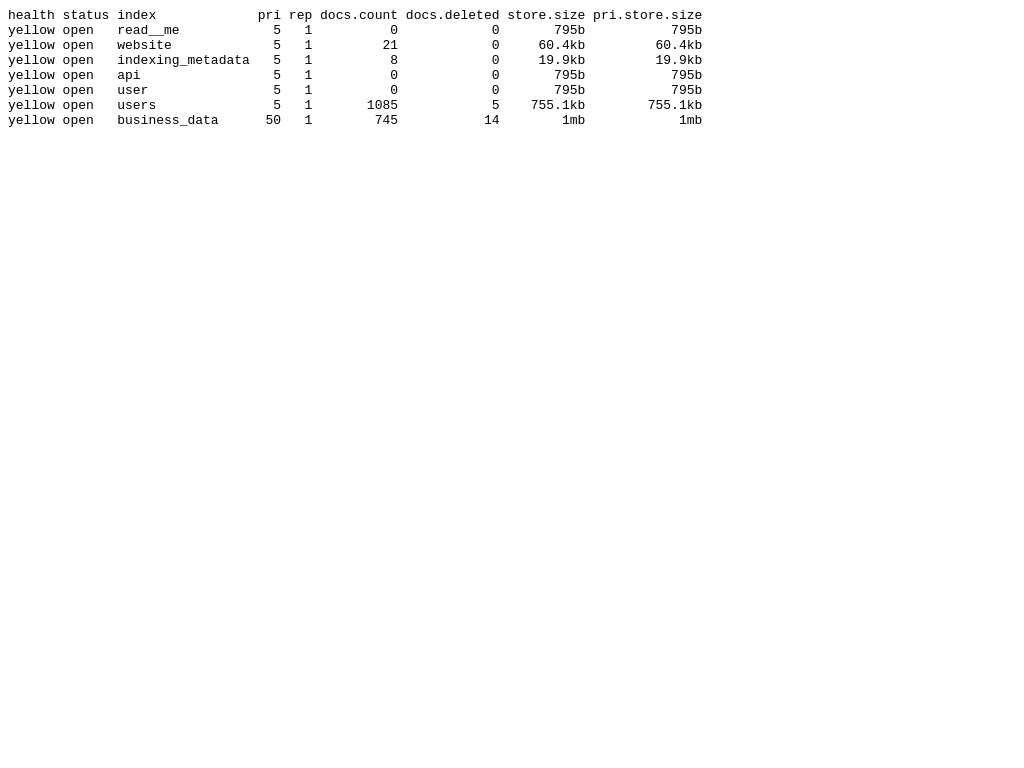 health status index             pri rep docs.count docs.deleted store.size pri.store.size
yellow open   read__me            5   1          0            0       795b           795b
yellow open   website             5   1         21            0     60.4kb         60.4kb
yellow open   indexing_metadata   5   1          8            0     19.9kb         19.9kb
yellow open   api                 5   1          0            0       795b           795b
yellow open   user                5   1          0            0       795b           795b
yellow open   users               5   1       1085            5    755.1kb        755.1kb
yellow open   business_data      50   1        745           14        1mb            1mb